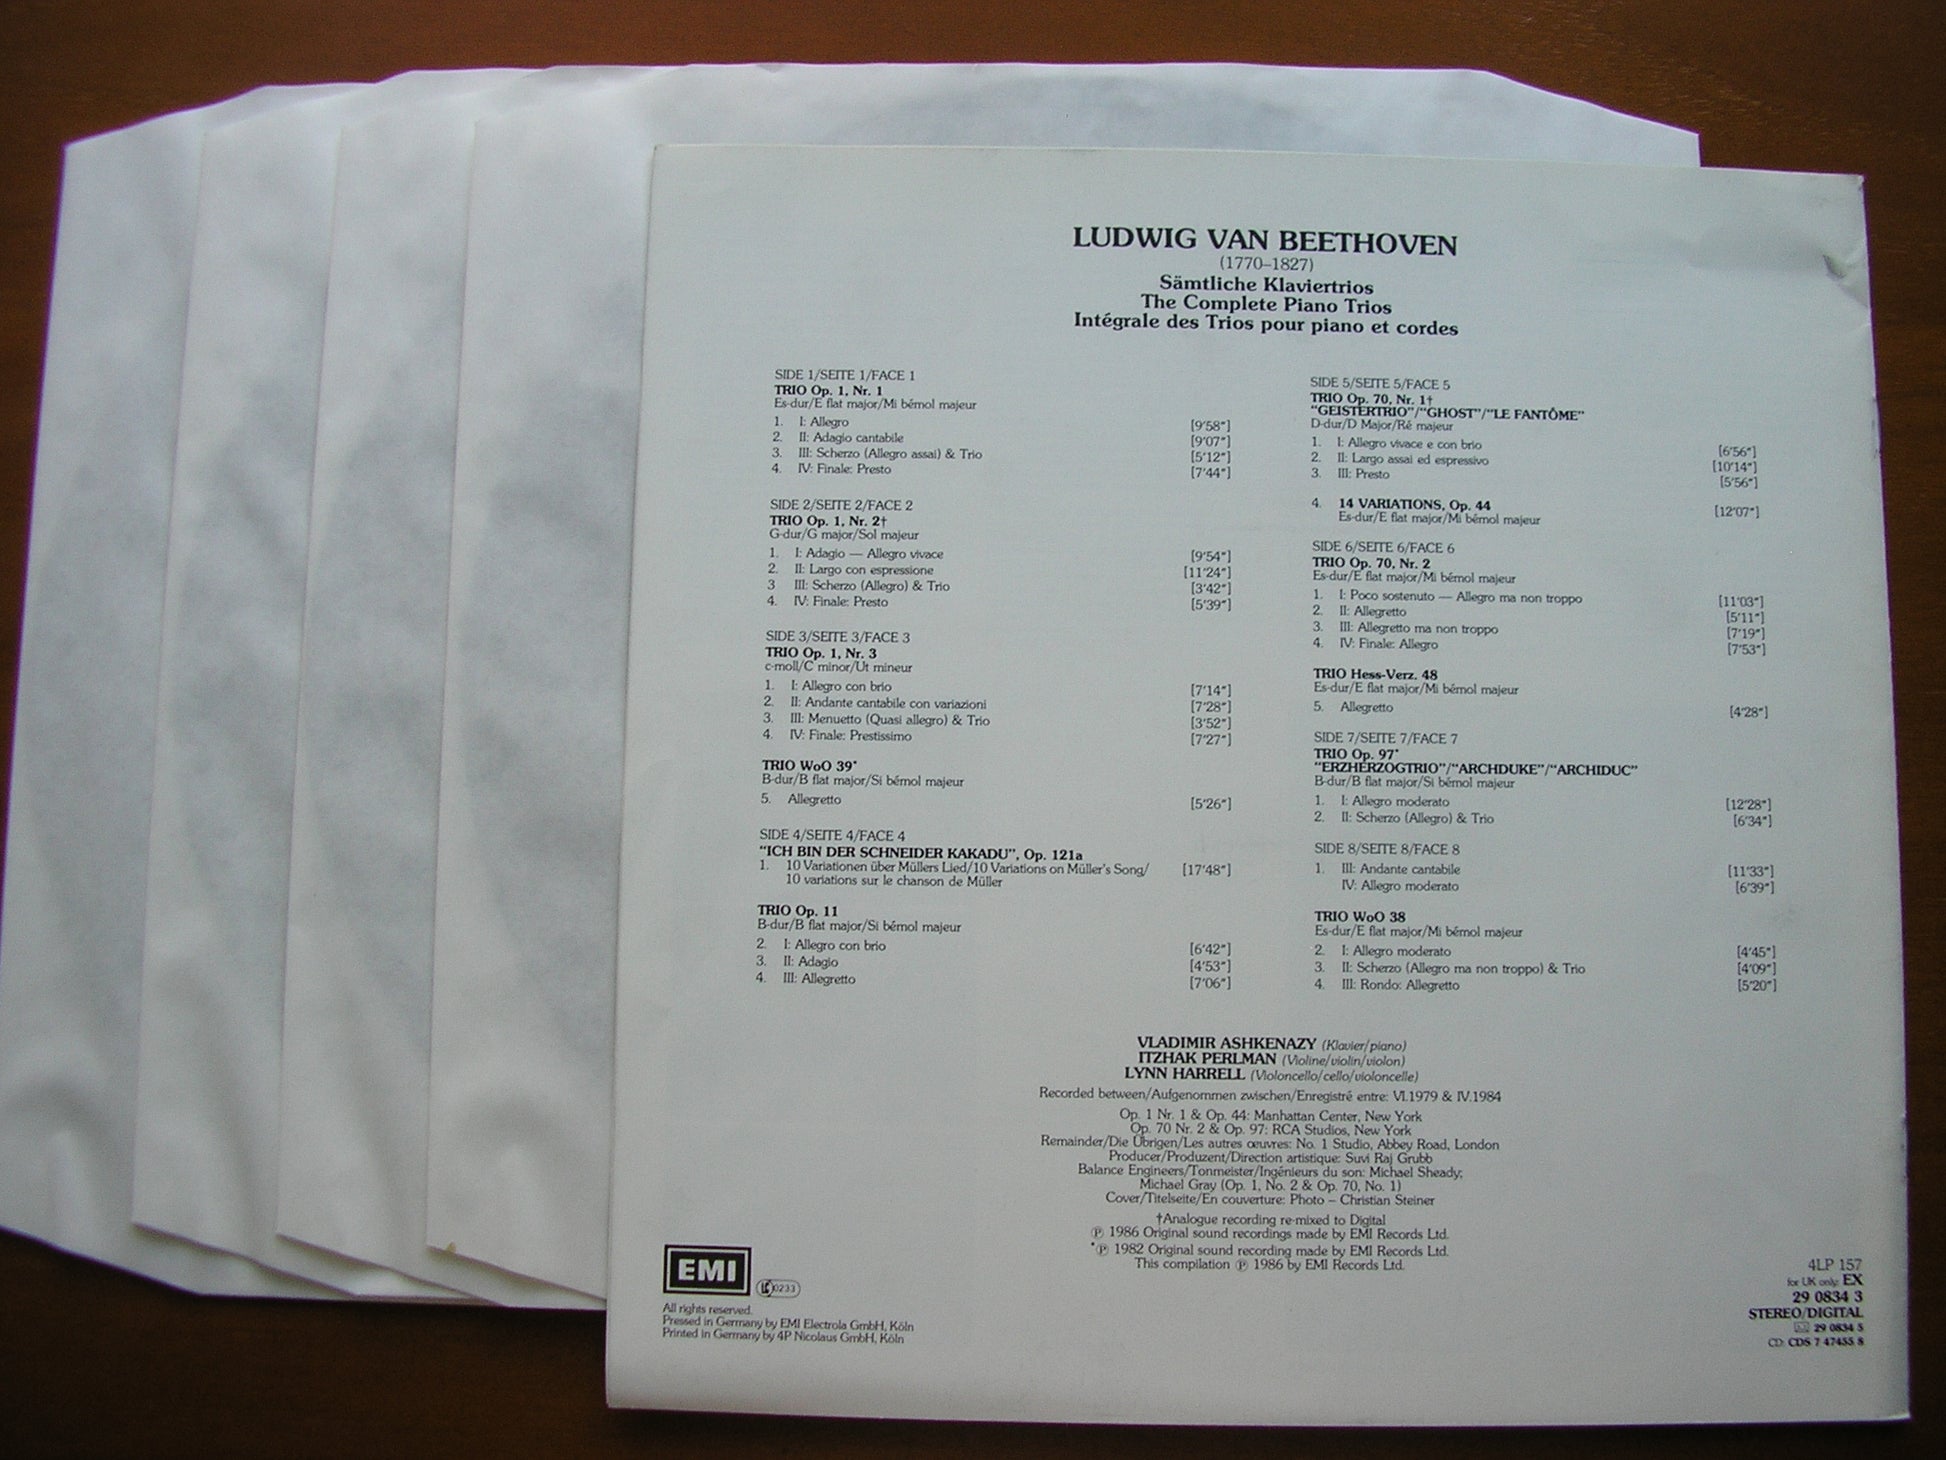 LUDWIG VAN BEETHOVEN
(1770–1827)
Sämtliche Klaviertrios
The Complete Piano Trios
Intégrale des Trios pour piano et cordes
SIDE 1/SEITE 1/FACE 1
TRIO Op. 1, Nr. 1
Es-dur/E flat major/Mi bémol majeur
1. I: Allegro [9'58"]
2. II: Adagio cantabile [9'07"]
3. III: Scherzo (Allegro assai) & Trio [5'12"]
4. IV: Finale: Presto [7'44"]
SIDE 2/SEITE 2/FACE 2
TRIO Op. 1, Nr. 2†
G-dur/G major/Sol majeur
1. I: Adagio — Allegro vivace [9'54"]
2. II: Largo con espressione [11'24"]
3 III: Scherzo (Allegro) & Trio [3'42"]
4. IV: Finale: Presto [5'39"]
SIDE 3/SEITE 3/FACE 3
TRIO Op. 1, Nr. 3
c-moll/C minor/Ut mineur
1. I: Allegro con brio [7'14"]
2. II: Andante cantabile con variazioni [7'28"]
3. III: Menuetto (Quasi allegro) & Trio [3'52"]
4. IV: Finale: Prestissimo [7'27"]
TRIO WoO 39*
B-dur/B flat major/Si bémol majeur
5. Allegretto [5'26"]
SIDE 4/SEITE 4/FACE 4
“ICH BIN DER SCHNEIDER KAKADU”, Op. 121a
1. 10 Variationen über Müllers Lied/10 Variations on Müller's Song/ [17'48"]
10 variations sur le chanson de Müller
TRIO Op. 11
B-dur/B flat major/Si bémol majeur
2. I: Allegro con brio [6'42"]
3. II: Adagio [4'53"]
4. III: Allegretto [7'06"]
SIDE 5/SEITE 5/FACE 5
TRIO Op. 70, Nr. 1†
“GEISTERTRIO”/“GHOST”/“LE FANTÔME”
D-dur/D Major/Ré majeur
1. I: Allegro vivace e con brio [6'56"]
2. II: Largo assai ed espressivo [10'14"]
3. III: Presto [5'56"]
4. 14 VARIATIONS, Op. 44 [12'07"]
Es-dur/E flat major/Mi bémol majeur
SIDE 6/SEITE 6/FACE 6
TRIO Op. 70, Nr. 2
Es-dur/E flat major/Mi bémol majeur
1. I: Poco sostenuto — Allegro ma non troppo [11'03"]
2. II: Allegretto [5'11"]
3. III: Allegretto ma non troppo [7'19"]
4. IV: Finale: Allegro [7'53"]
TRIO Hess-Verz. 48
Es-dur/E flat major/Mi bémol majeur
5. Allegretto [4'28"]
SIDE 7/SEITE 7/FACE 7
TRIO Op. 97*
“ERZHERZOGTRIO”/“ARCHDUKE”/“ARCHIDUC”
B-dur/B flat major/Si bémol majeur
1. I: Allegro moderato [12'28"]
2. II: Scherzo (Allegro) & Trio [6'34"]
SIDE 8/SEITE 8/FACE 8
1. III: Andante cantabile [11'33"]
IV: Allegro moderato [6'39"]
TRIO WoO 38
Es-dur/E flat major/Mi bémol majeur
2. I: Allegro moderato [4'45"]
3. II: Scherzo (Allegro ma non troppo) & Trio [4'09"]
4. III: Rondo: Allegretto [5'20"]
VLADIMIR ASHKENAZY (Klavier/piano)
ITZHAK PERLMAN (Violine/violin/violon)
LYNN HARRELL (Violoncello/cello/violoncelle)
Recorded between/Aufgenommen zwischen/Enregistré entre: VI.1979 & IV.1984
Op. 1 Nr. 1 & Op. 44: Manhattan Center, New York
Op. 70 Nr. 2 & Op. 97: RCA Studios, New York
Remainder/Die Übrigen/Les autres œuvres: No. 1 Studio, Abbey Road, London
Producer/Produzent/Direction artistique: Suvi Raj Grubb
Balance Engineers/Tonmeister/Ingénieurs du son: Michael Sheady;
Michael Gray (Op. 1, No. 2 & Op. 70, No. 1)
Cover/Titelseite/En couverture: Photo – Christian Steiner
†Analogue recording re-mixed to Digital
℗ 1986 Original sound recordings made by EMI Records Ltd.
*℗ 1982 Original sound recording made by EMI Records Ltd.
This compilation ℗ 1986 by EMI Records Ltd.
EMI
LC 0233
All rights reserved.
Pressed in Germany by EMI Electrola GmbH, Köln
Printed in Germany by 4P Nicolaus GmbH, Köln
4LP 157
for UK only: EX
29 0834 3
STEREO/DIGITAL
29 0834 5
CD: CDS 7 47455 8